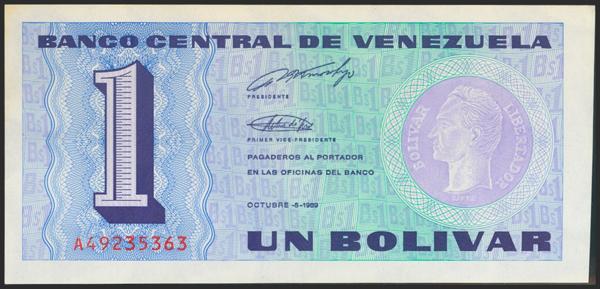 BANCO CENTRAL DE VENEZUELA
1
PRESIDENTE
PRIMER VICE-PRESIDENTE
PAGADEROS AL PORTADOR
EN LAS OFICINAS DEL BANCO
OCTUBRE -5-1989
BOLIVAR LIBERTADOR
A49235363
UN BOLIVAR